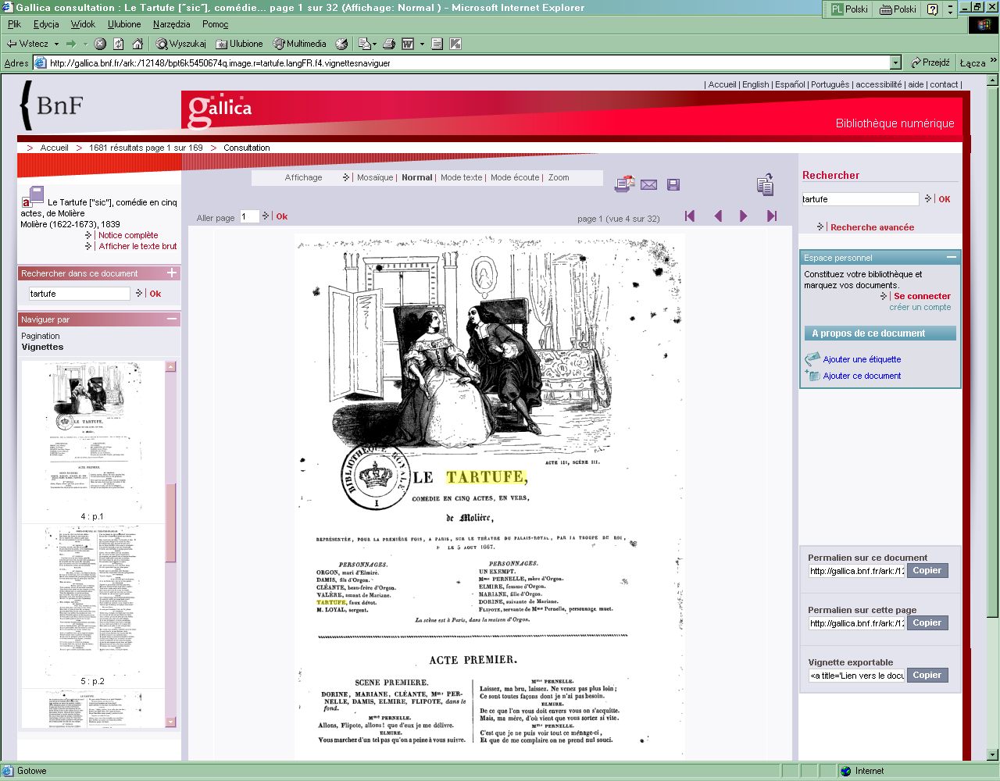 Gallica consultation : Le Tartufe ["sic"], comédie... page 1 sur 32 (Affichage: Normal ) - Microsoft Internet Explorer
PL Polski Polski
Plik Edycja Widok Ulubione Narzędzia Pomoc
Wstecz Wyszukaj Ulubione Multimedia
Adres http://gallica.bnf.fr/ark:/12148/bpt6k5450674q.image.r=tartufe.langFR.f4.vignettesnaviguer Przejdź Łącza »
| Accueil | English | Español | Português | accessibilité | aide | contact |
BnF
gallica
Bibliothèque numérique
> Accueil > 1681 résultats page 1 sur 169 > Consultation
Affichage | Mosaïque | Normal | Mode texte | Mode écoute | Zoom
Aller page 1 | Ok
page 1 (vue 4 sur 32)
Le Tartufe ["sic"], comédie en cinq
actes, de Molière
Molière (1622-1673), 1839
| Notice complète
| Afficher le texte brut
Rechercher dans ce document
tartufe | Ok
Naviguer par
Pagination
Vignettes
LE TARTUFE,
4 : p.1
5 : p.2
ACTE III, SCÈNE III.
BIBLIOTHÈQUE ROYALE
I
LE TARTUFE,
COMÉDIE EN CINQ ACTES, EN VERS,
de Molière,
REPRÉSENTÉE, POUR LA PREMIÈRE FOIS, A PARIS, SUR LE THÉATRE DU PALAIS-ROYAL, PAR LA TROUPE DU ROI,
LE 5 AOUT 1667.
PERSONNAGES.
ORGON, mari d'Elmire.
DAMIS, fils d'Orgon.
CLÉANTE, beau-frère d'Orgon.
VALÈRE, amant de Mariane.
TARTUFE, faux dévot.
M. LOYAL, sergent.
PERSONNAGES.
UN EXEMPT.
Mme PERNELLE, mère d'Orgon.
ELMIRE, femme d'Orgon.
MARIANE, fille d'Orgon.
DORINE, suivante de Mariane.
FLIPOTE, servante de Mme Pernelle, personnage muet.
La scène est à Paris, dans la maison d'Orgon.
ACTE PREMIER.
SCENE PREMIERE.
DORINE, MARIANE, CLÉANTE, Mme PER-
NELLE, DAMIS, ELMIRE, FLIPOTE, dans le
fond.
Mme PERNELLE.
Allons, Flipote, allons! que d'eux je me délivre.
ELMIRE.
Vous marchez d'un tel pas qu'on a peine à vous suivre.
Mme PERNELLE.
Laissez, ma bru, laissez. Ne venez pas plus loin;
Ce sont toutes façons dont je n'ai pas besoin.
ELMIRE.
De ce que l'on vous doit envers vous on s'acquitte.
Mais, ma mère, d'où vient que vous sortez si vite.
Mme PERNELLE.
C'est que je ne puis voir tout ce ménage-ci,
Et que de me complaire on ne prend nul souci.
Rechercher
tartufe | OK
| Recherche avancée
Espace personnel
Constituez votre bibliothèque et
marquez vos documents.
| Se connecter
créer un compte
A propos de ce document
Ajouter une étiquette
Ajouter ce document
Permalien sur ce document
http://gallica.bnf.fr/ark:/12 Copier
Permalien sur cette page
http://gallica.bnf.fr/ark:/12 Copier
Vignette exportable
<a title='Lien vers le docu Copier
Gotowe Internet